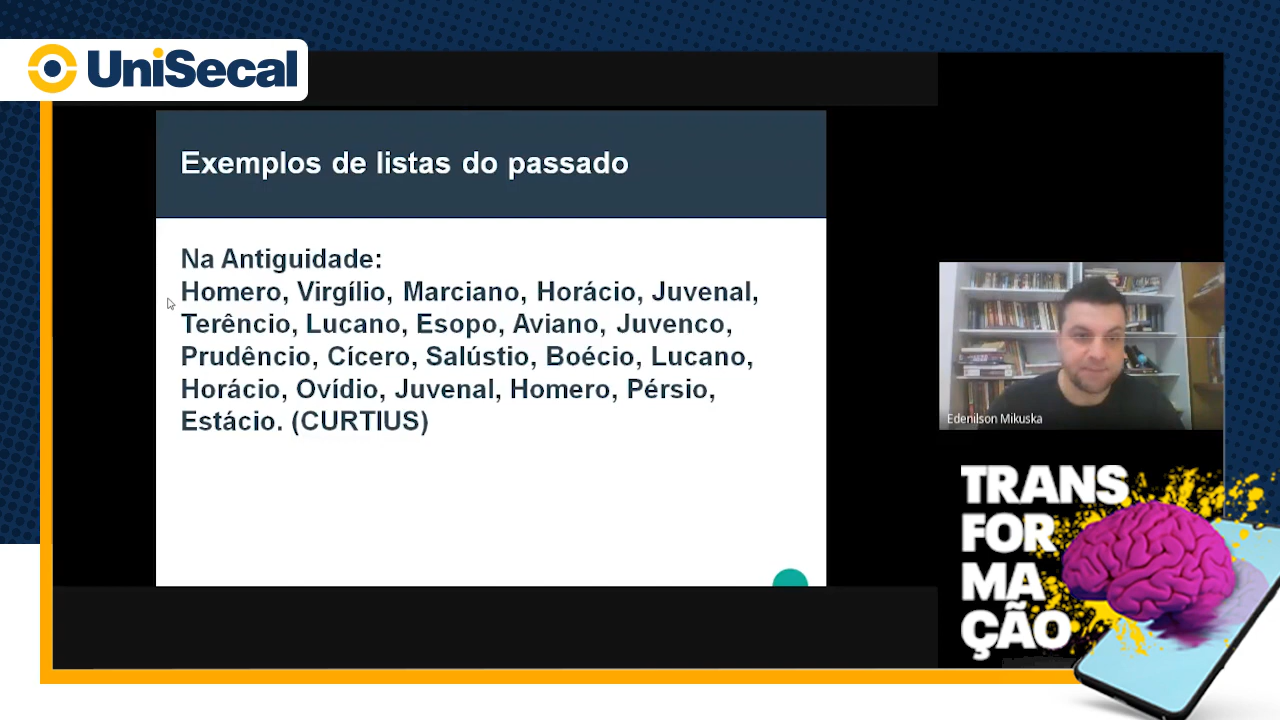 UniSecal
Exemplos de listas do passado
Na Antiguidade:
Homero, Virgílio, Marciano, Horácio, Juvenal,
Terêncio, Lucano, Esopo, Aviano, Juvenco,
Prudêncio, Cícero, Salústio, Boécio, Lucano,
Horácio, Ovídio, Juvenal, Homero, Pérsio,
Estácio. (CURTIUS)
Edenilson Mikuska
TRANS
FOR
MA
ÇÃO